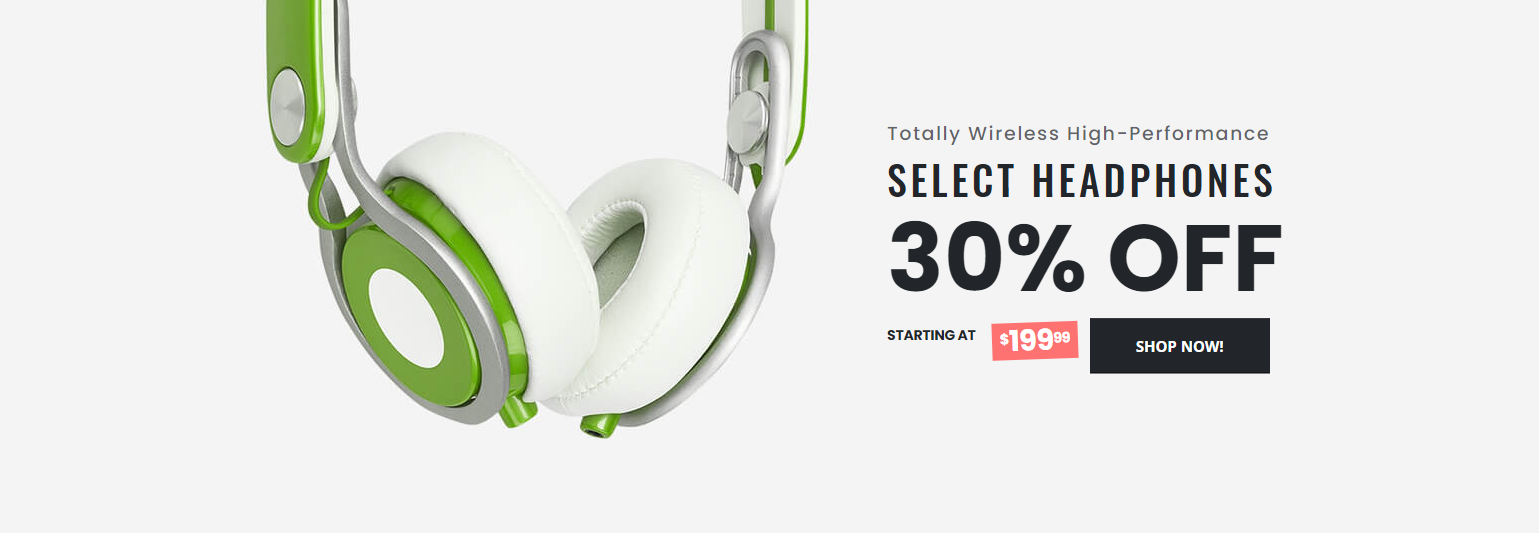 Totally Wireless High-Performance
SELECT HEADPHONES
30% OFF
STARTING AT $19999 SHOP NOW!